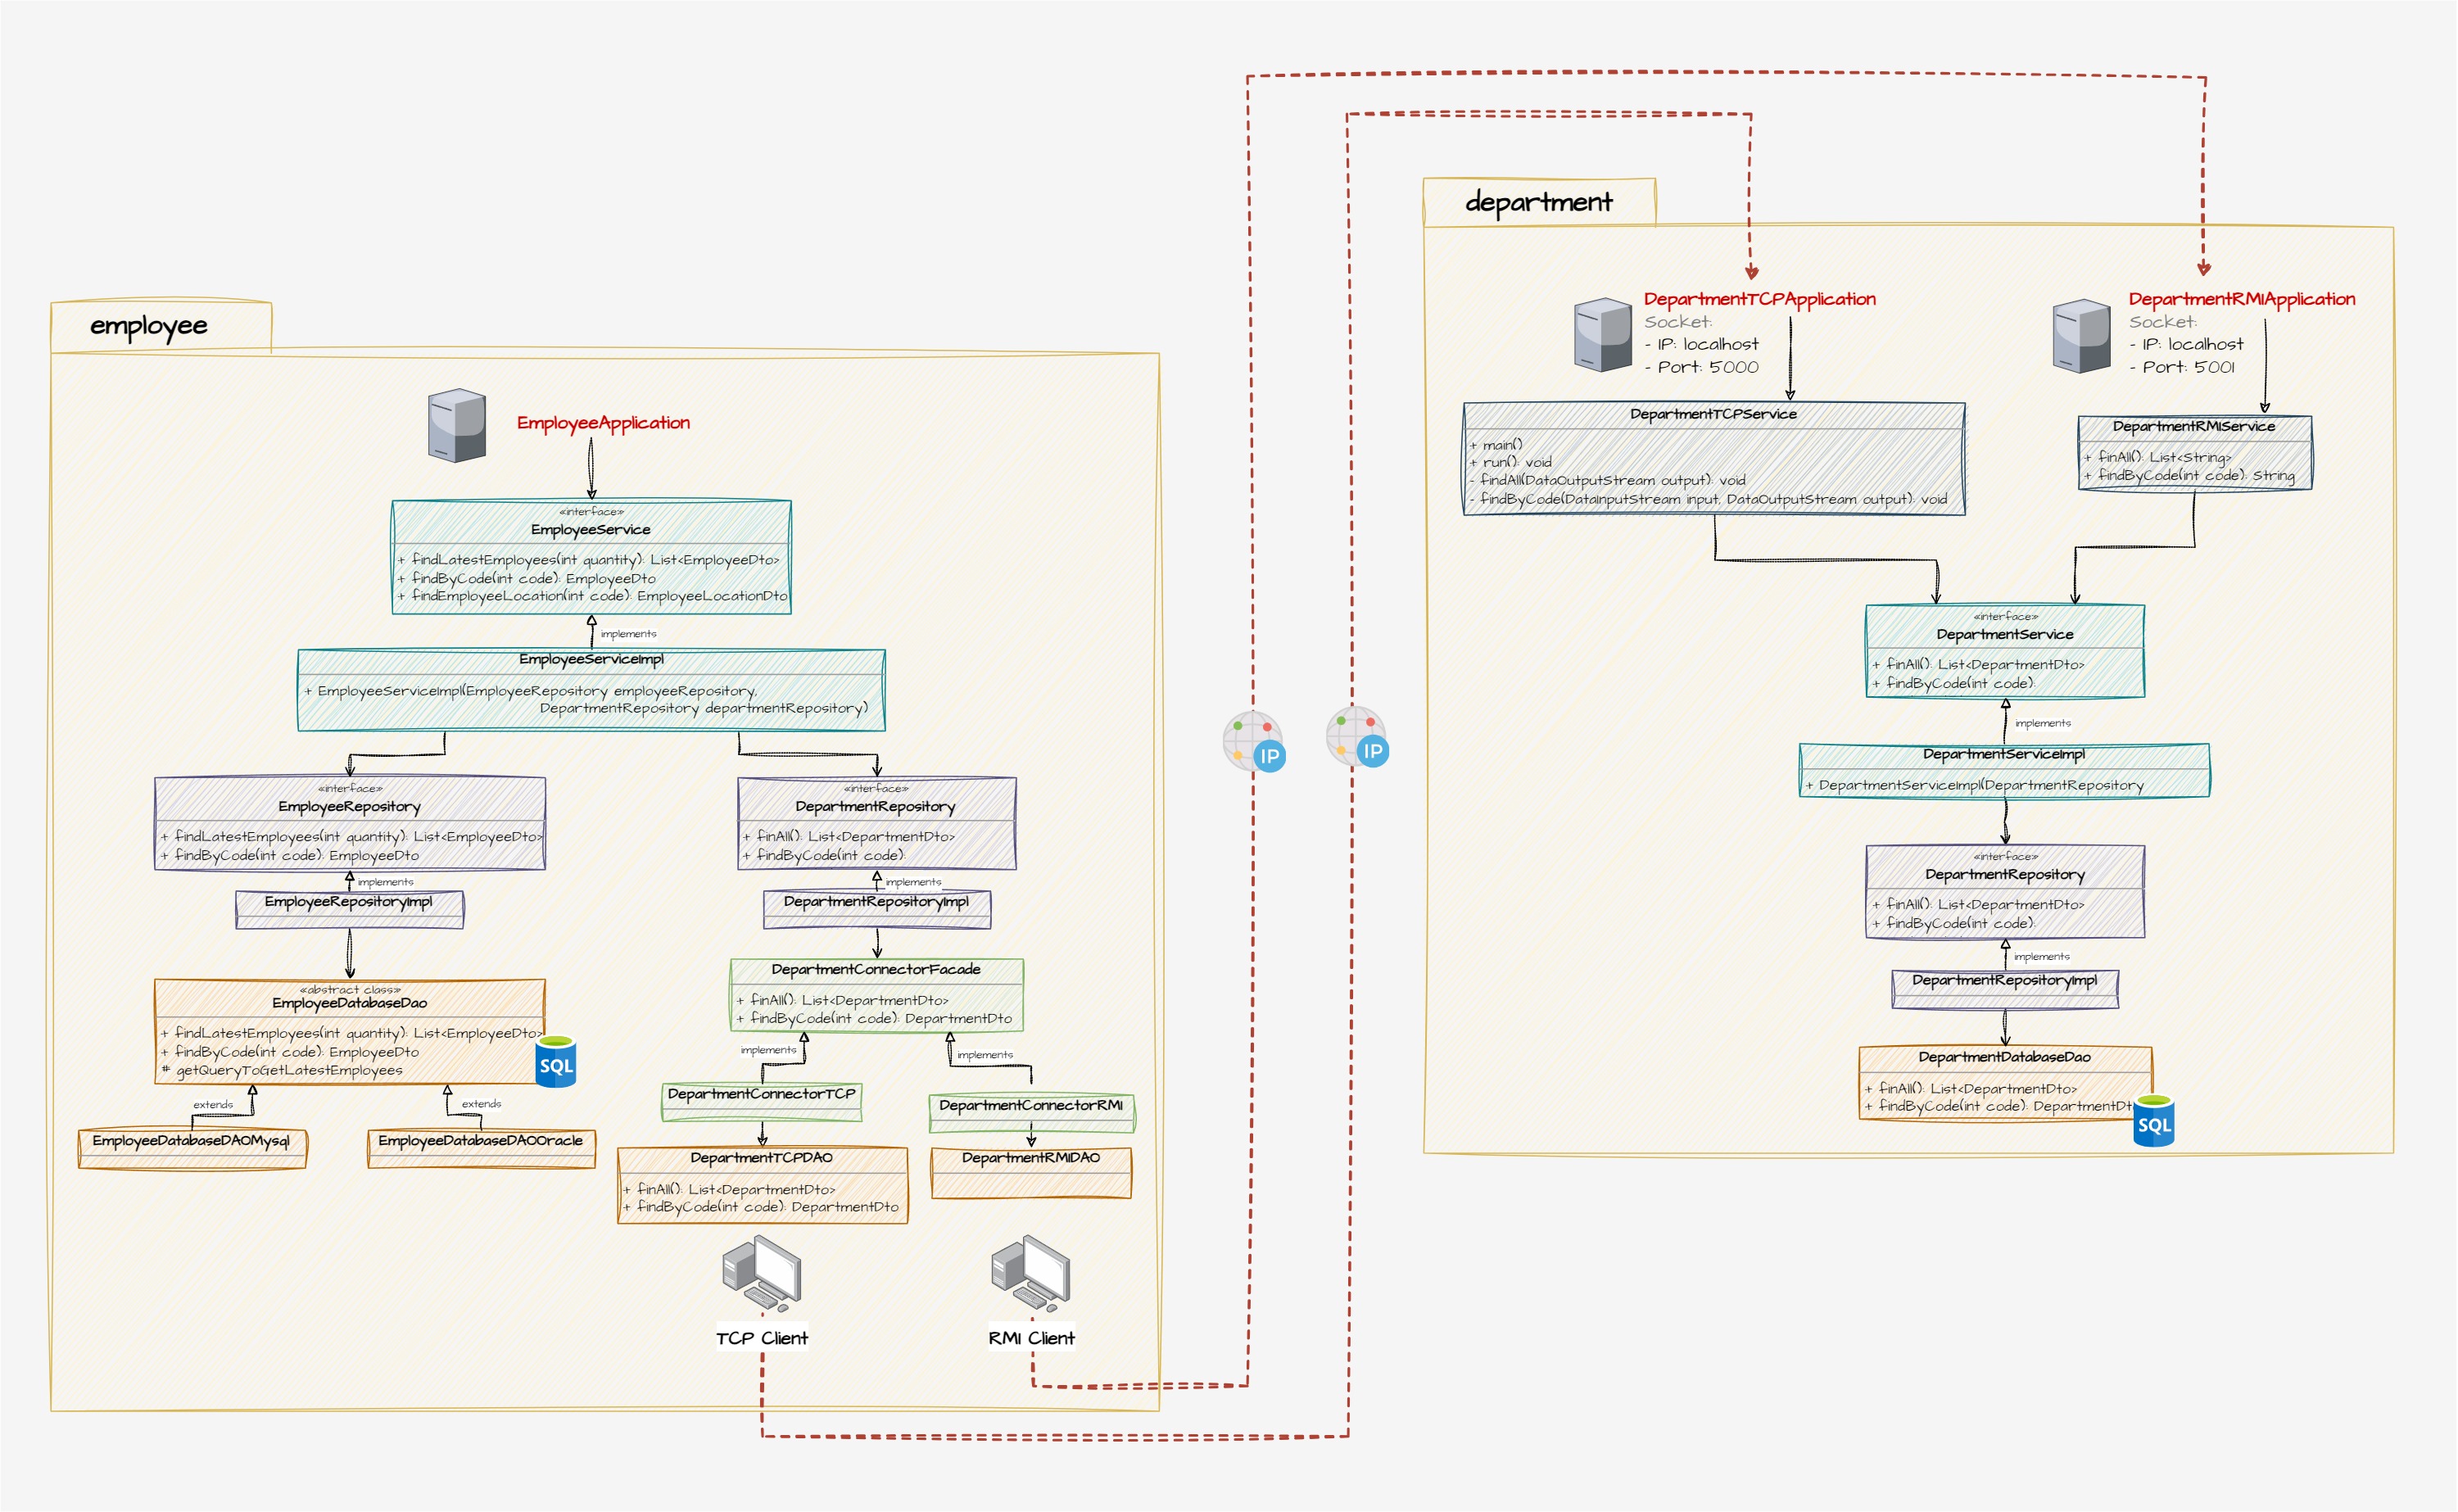 employee
EmployeeApplication
«interface»
EmployeeService
+ findLatestEmployees(int quantity): List<EmployeeDto>
+ findByCode(int code): EmployeeDto
+ findEmployeeLocation(int code): EmployeeLocationDto
implements
EmployeeServiceImpl
+ EmployeeServiceImpl(EmployeeRepository employeeRepository,
DepartmentRepository departmentRepository)
«interface»
EmployeeRepository
+ findLatestEmployees(int quantity): List<EmployeeDto>
+ findByCode(int code): EmployeeDto
implements
EmployeeRepositoryImpl
«abstract class»
EmployeeDatabaseDao
+ findLatestEmployees(int quantity): List<EmployeeDto>
+ findByCode(int code): EmployeeDto
# getQueryToGetLatestEmployees
SQL
extends
extends
EmployeeDatabaseDAOMysql
EmployeeDatabaseDAOOracle
«interface»
DepartmentRepository
+ finAll(): List<DepartmentDto>
+ findByCode(int code):
implements
DepartmentRepositoryImpl
DepartmentConnectorFacade
+ finAll(): List<DepartmentDto>
+ findByCode(int code): DepartmentDto
implements
implements
DepartmentConnectorTCP
DepartmentConnectorRMI
DepartmentTCPDAO
+ finAll(): List<DepartmentDto>
+ findByCode(int code): DepartmentDto
DepartmentRMIDAO
TCP Client
RMI Client
IP
IP
department
DepartmentTCPApplication
Socket:
- IP: localhost
- Port: 5000
DepartmentRMIApplication
Socket:
- IP: localhost
- Port: 5001
DepartmentTCPService
+ main()
+ run(): void
- findAll(DataOutputStream output): void
- findByCode(DataInputStream input, DataOutputStream output): void
DepartmentRMIService
+ finAll(): List<String>
+ findByCode(int code): String
«interface»
DepartmentService
+ finAll(): List<DepartmentDto>
+ findByCode(int code):
implements
DepartmentServiceImpl
+ DepartmentServiceImpl(DepartmentRepository
«interface»
DepartmentRepository
+ finAll(): List<DepartmentDto>
+ findByCode(int code):
implements
DepartmentRepositoryImpl
DepartmentDatabaseDao
+ finAll(): List<DepartmentDto>
+ findByCode(int code): DepartmentDt
SQL